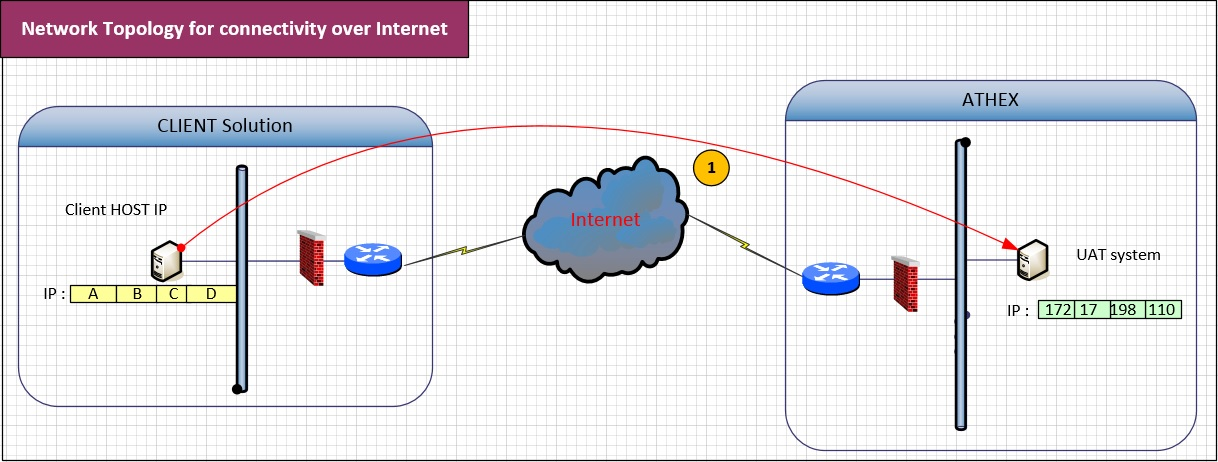 Network Topology for connectivity over Internet
CLIENT Solution
ATHEX
1
Client HOST IP
Internet
UAT system
IP : A B C D
IP : 172 17 198 110